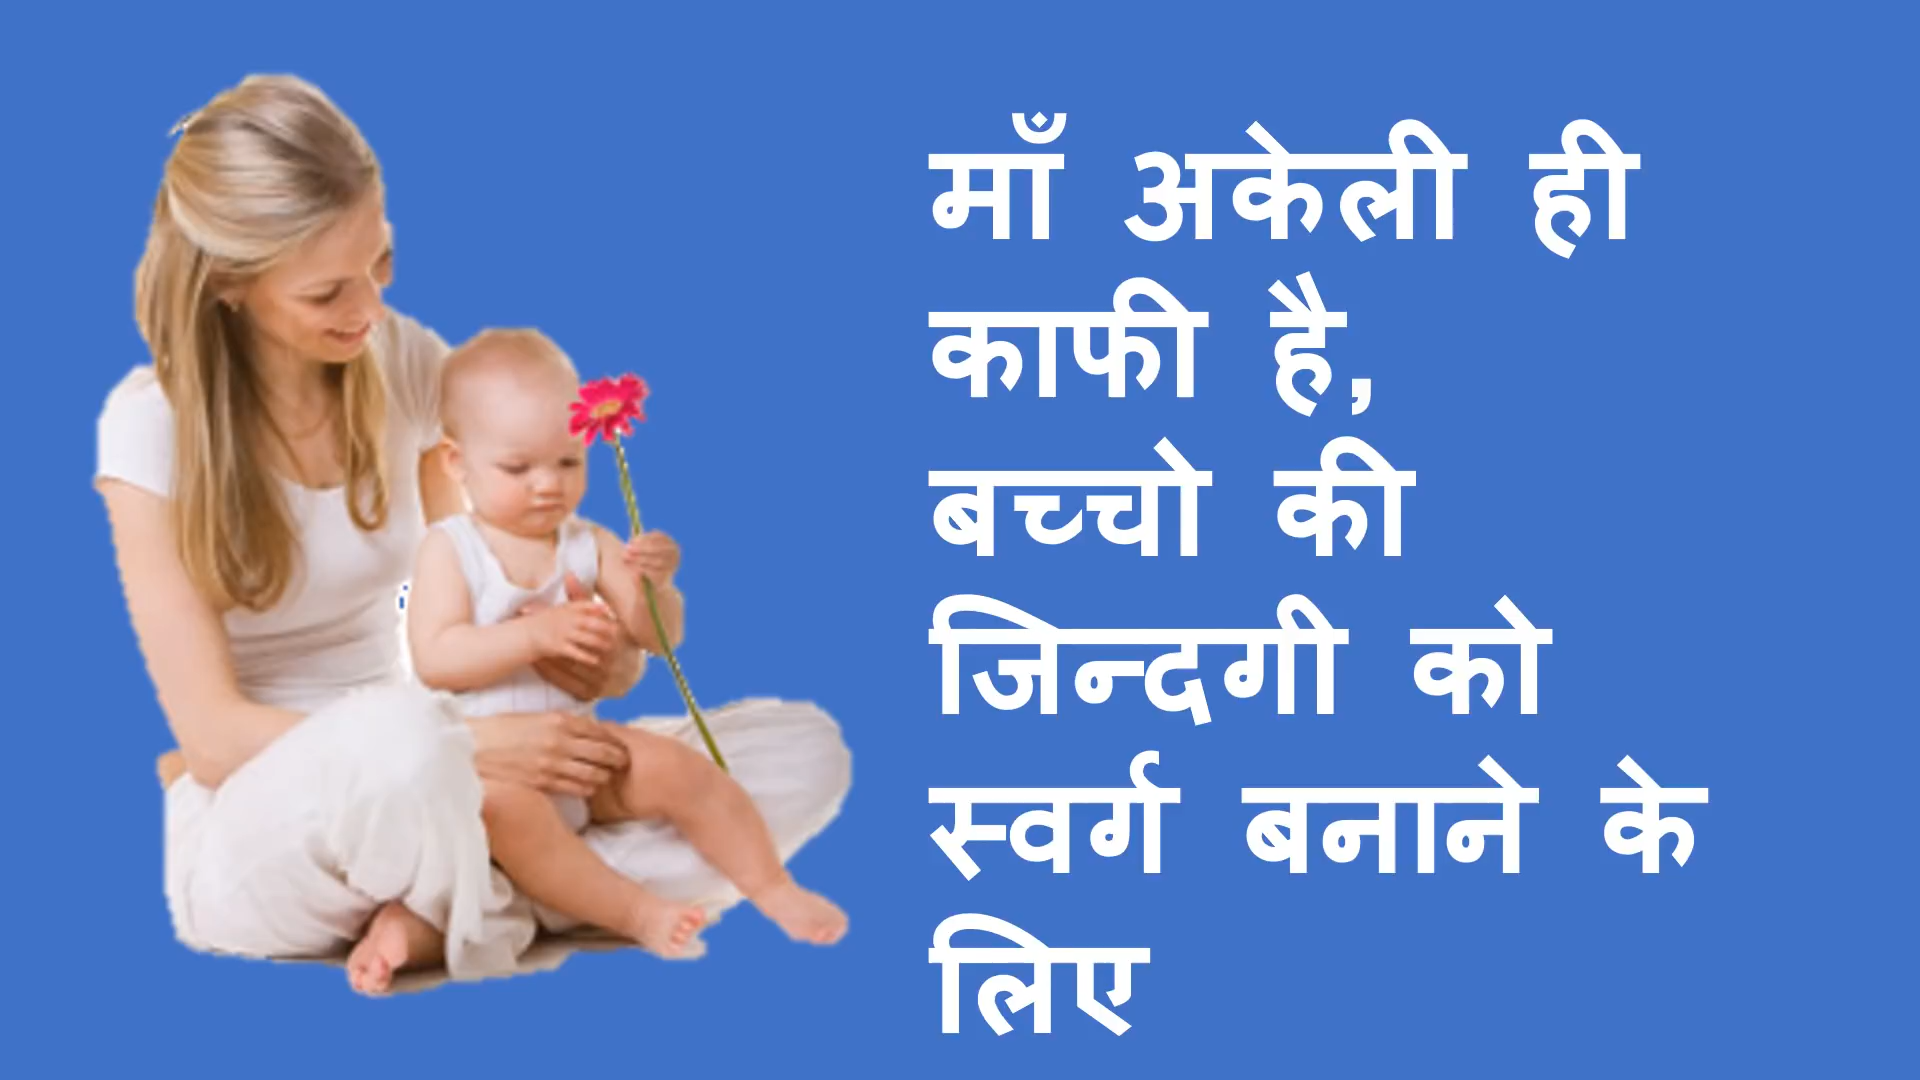 माँ अकेली ही
काफी है,
बच्चो की
जिन्दगी को
स्वर्ग बनाने के
लिए